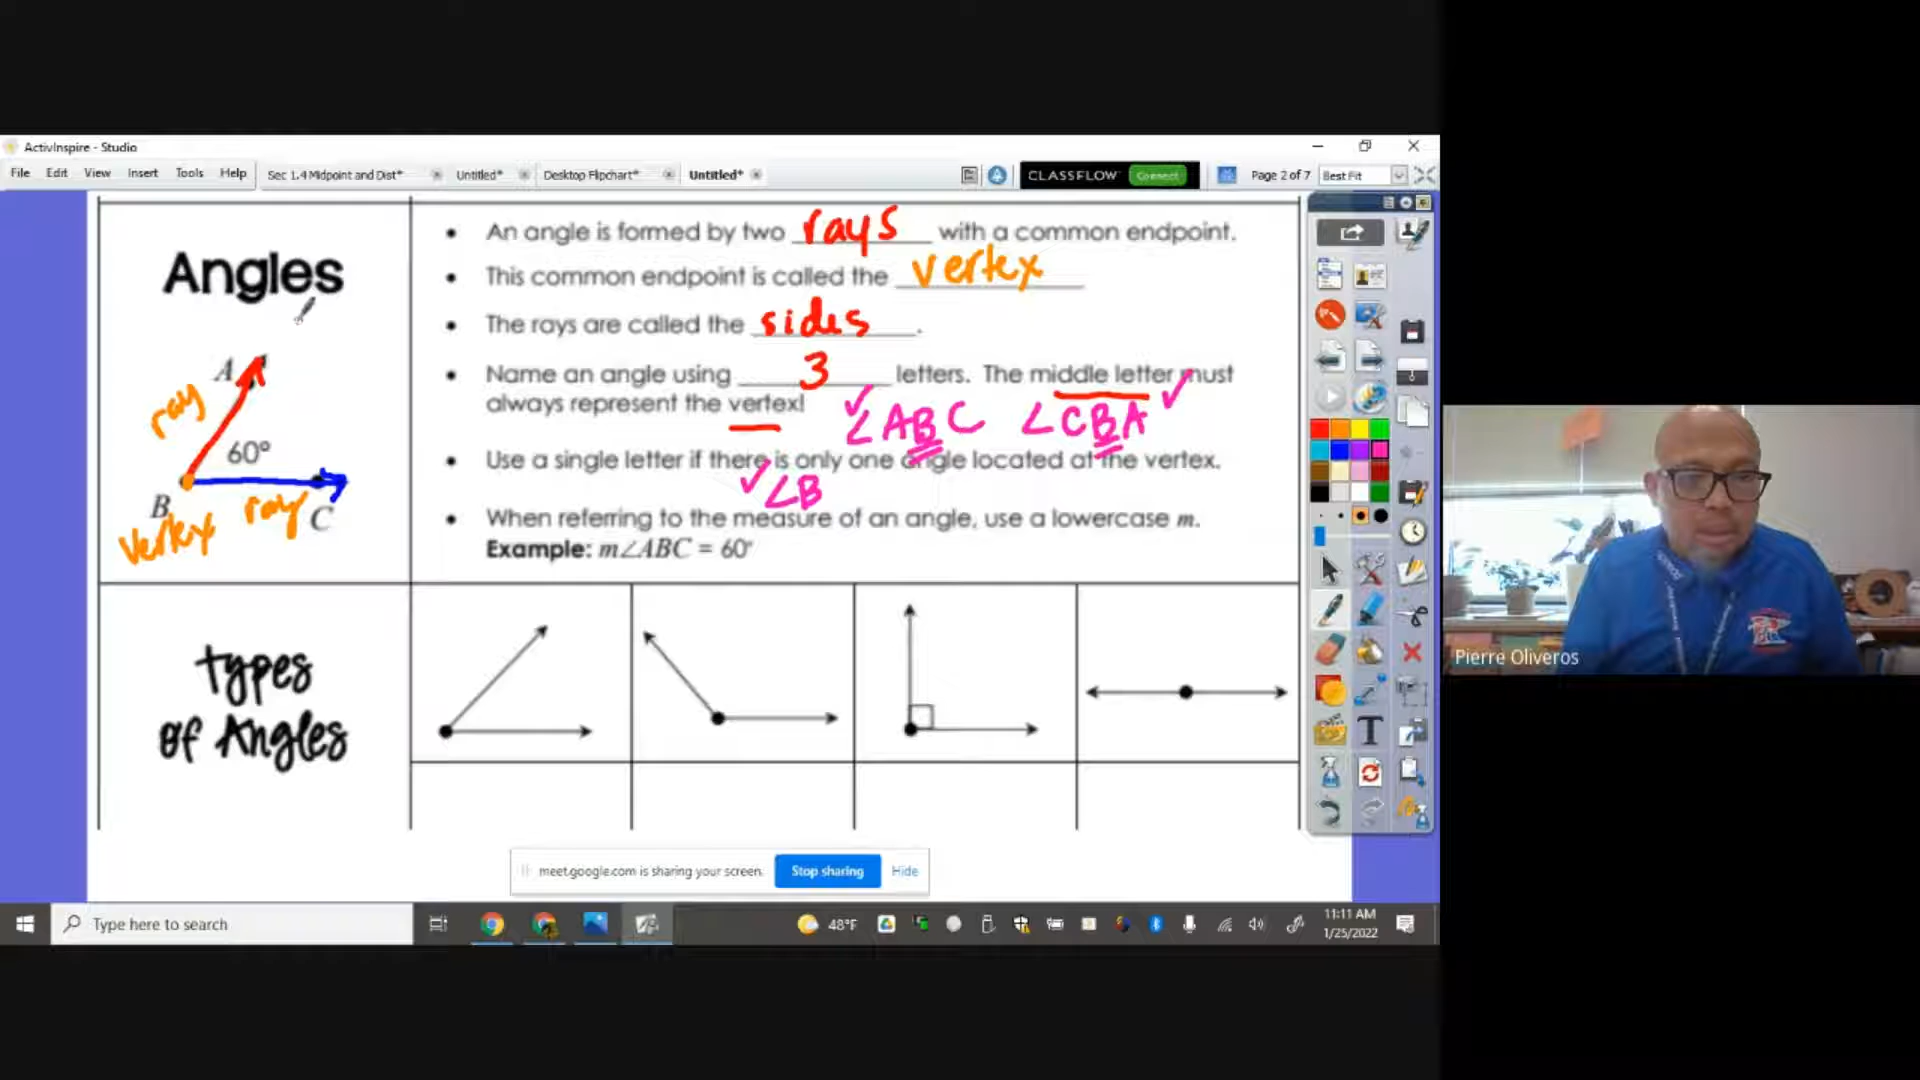 ActivInspire - Studio
File Edit View Insert Tools Help Sec 1.4 Midpoint and Dist* Untitled* Desktop Flipchart* Untitled* CLASSFLOW Connect Page 2 of 7 Best Fit
Angles
A
ray
60°
B
ray
C
vertex
• An angle is formed by two rays with a common endpoint.
• This common endpoint is called the vertex
• The rays are called the sides.
• Name an angle using 3 letters. The middle letter must
always represent the vertex!
∠ABC ∠CBA
• Use a single letter if there is only one angle located at the vertex.
∠B
• When referring to the measure of an angle, use a lowercase m.
Example: m∠ABC = 60°
Types
of Angles
T
Pierre Oliveros
meet.google.com is sharing your screen. Stop sharing Hide
Type here to search
48°F
11:11 AM
1/25/2022